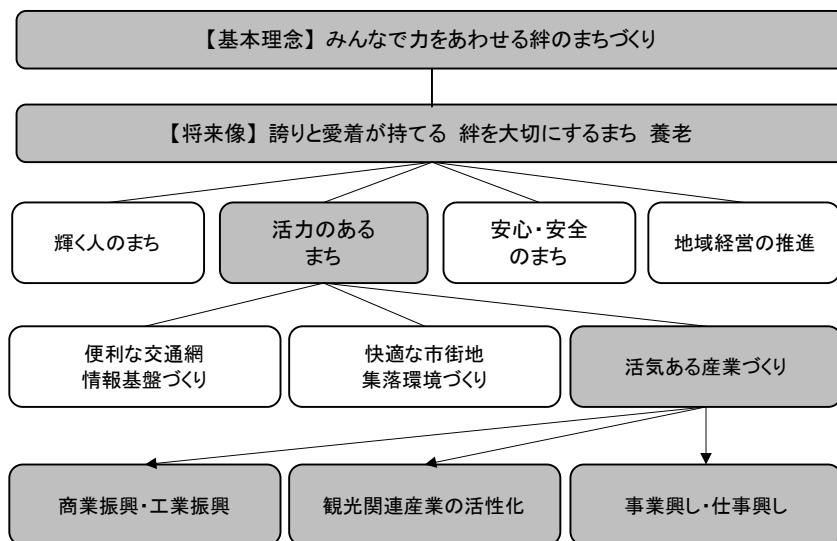 【基本理念】 みんなで力をあわせる絆のまちづくり
【将来像】 誇りと愛着が持てる 絆を大切にするまち 養老
輝く人のまち
活力のある
まち
安心・安全
のまち
地域経営の推進
便利な交通網
情報基盤づくり
快適な市街地
集落環境づくり
活気ある産業づくり
商業振興・工業振興
観光関連産業の活性化
事業興し・仕事興し